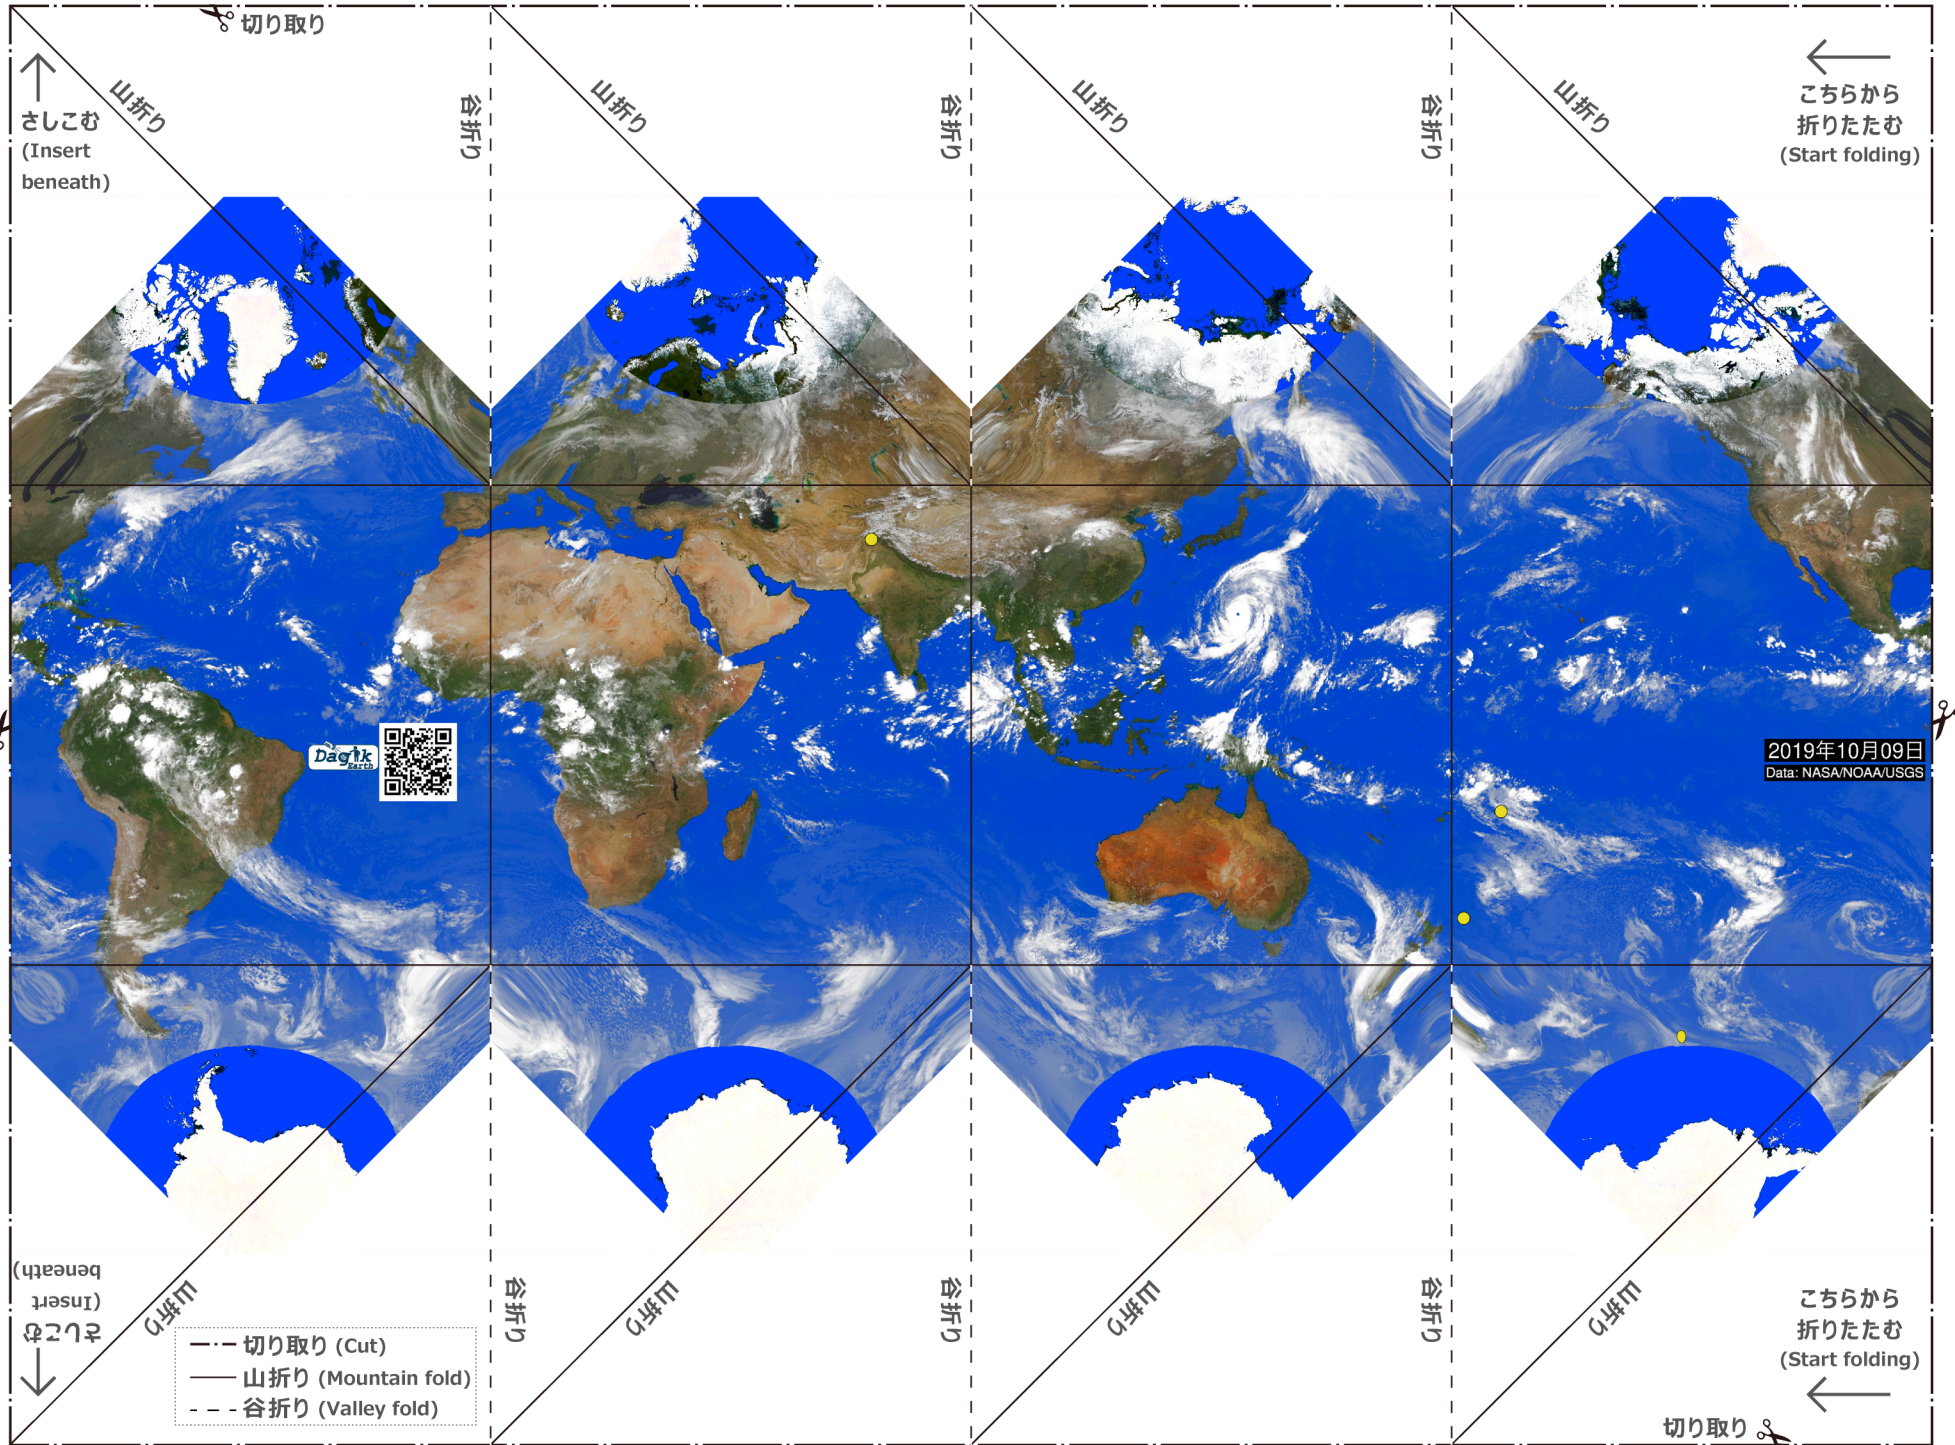 切り取り
さしこむ
(Insert
beneath)
山折り
谷折り
山折り
谷折り
山折り
谷折り
山折り
こちらから
折りたたむ
(Start folding)
Dagik
Earth
2019年10月09日
Data: NASA/NOAA/USGS
さしこむ
(Insert
beneath)
山折り
谷折り
山折り
谷折り
山折り
谷折り
山折り
こちらから
折りたたむ
(Start folding)
切り取り (Cut)
山折り (Mountain fold)
谷折り (Valley fold)
切り取り